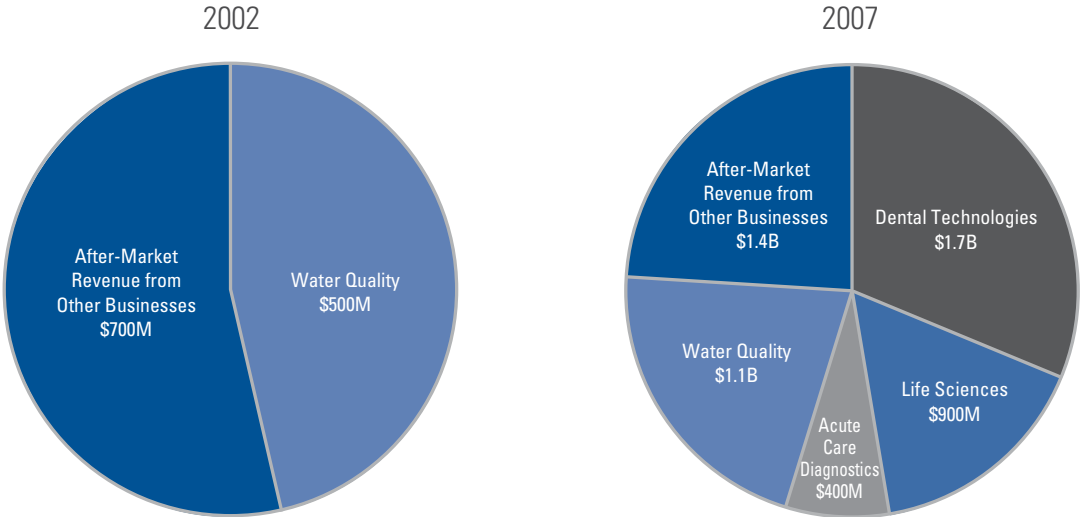 2002
After-Market
Revenue from
Other Businesses
$700M
Water Quality
$500M
2007
After-Market
Revenue from
Other Businesses
$1.4B
Dental Technologies
$1.7B
Water Quality
$1.1B
Life Sciences
$900M
Acute
Care
Diagnostics
$400M